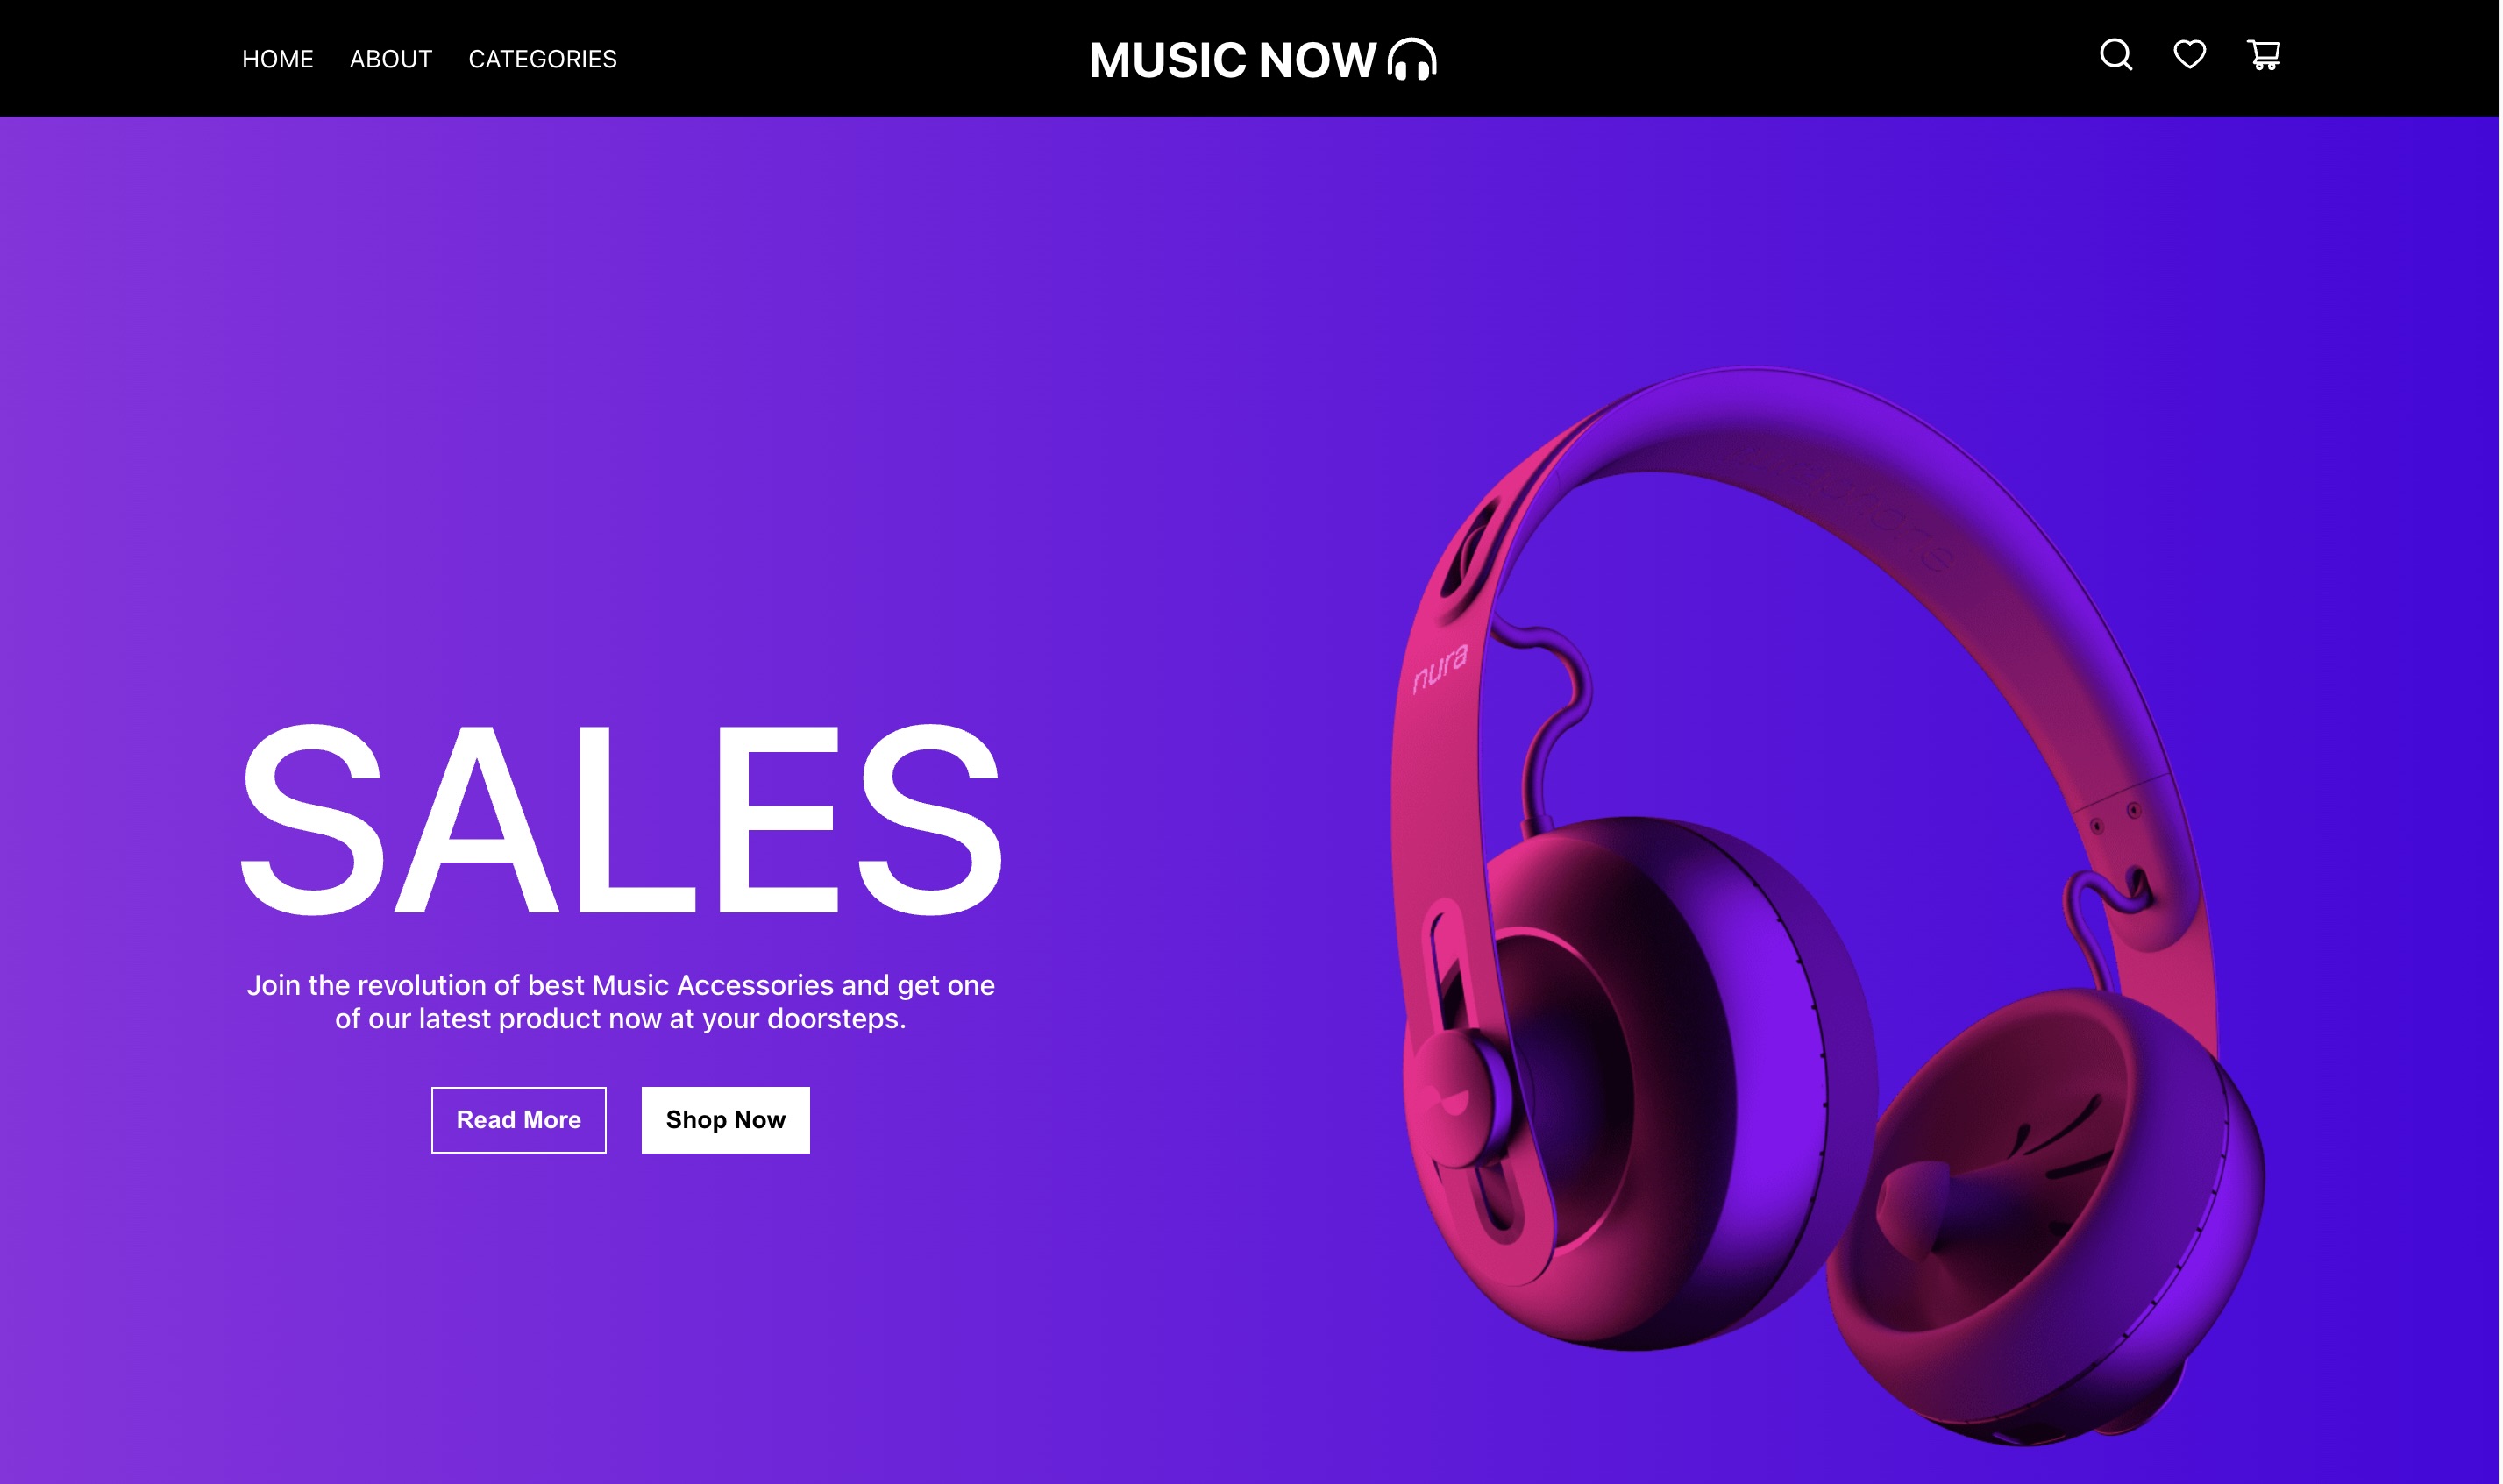 HOME ABOUT CATEGORIES MUSIC NOW
nura
SALES
Join the revolution of best Music Accessories and get one
of our latest product now at your doorsteps.
Read More Shop Now